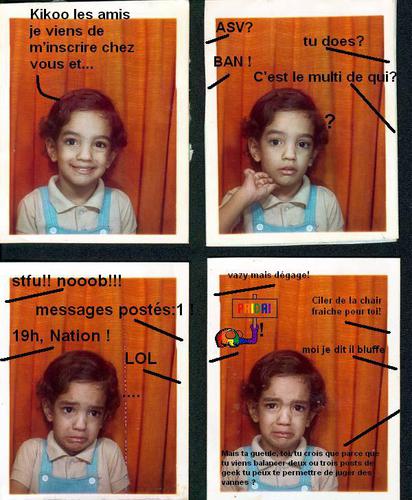 Kikoo les amis
je viens de
m'inscrire chez
vous et...
ASV?
tu does?
BAN !
C'est le multi de qui?
?
stfu!! nooob!!!
messages postés:1 !
19h, Nation !
LOL
....
vazy mais dégage!
PRIDAI
!
Ciler de la chair
fraiche pour toi!
moi je dit il bluffe
Mais ta gueule, toi, tu crois que parce que
tu viens balancer deux ou trois posts de
geek tu peux te permettre de juger des
vannes ?